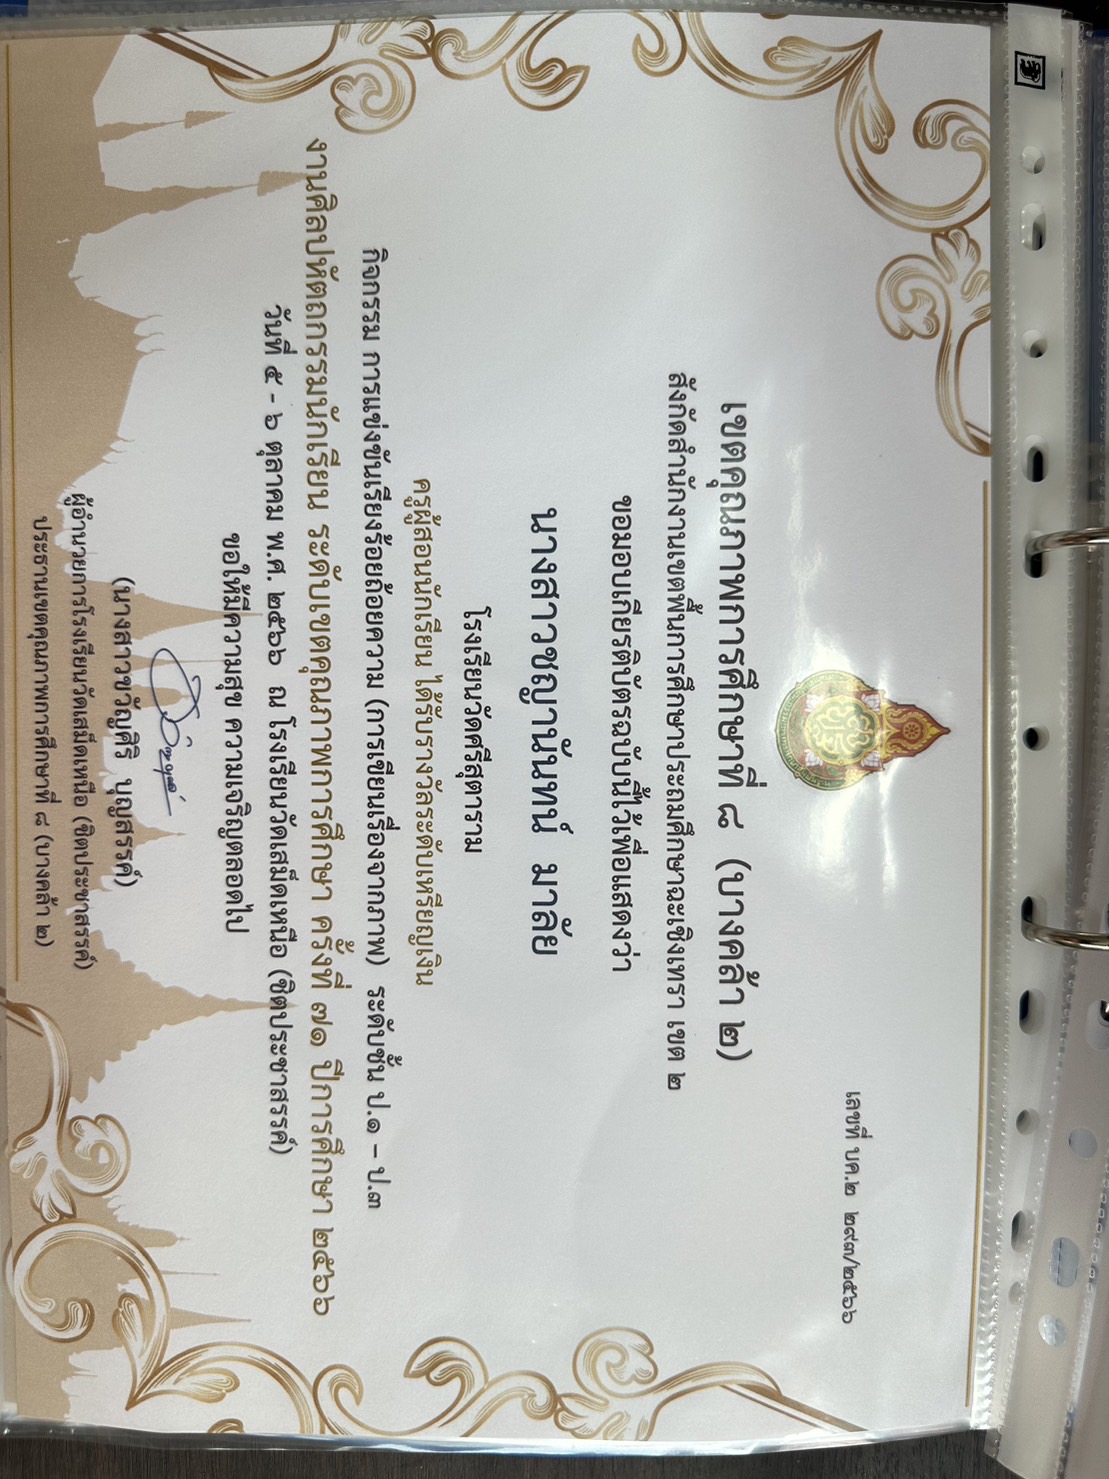 เลขที่ บค.๒ ๒๙๓/๒๕๖๖
เขตคุณภาพการศึกษาที่ ๘ (บางคล้า ๒)
สังกัดสำนักงานเขตพื้นการศึกษาประถมศึกษาฉะเชิงเทรา เขต ๒
ขอมอบเกียรติบัตรฉบับนี้ไว้เพื่อแสดงว่า
นางสาวชญานันทน์ มาลัย
โรงเรียนวัดศรีสุตาราม
ครูผู้สอนนักเรียน ได้รับรางวัลระดับเหรียญเงิน
กิจกรรม การแข่งขันเรียงร้อยถ้อยความ (การเขียนเรื่องจากภาพ) ระดับชั้น ป.๑ – ป.๓
งานศิลปหัตถกรรมนักเรียน ระดับเขตคุณภาพการศึกษา ครั้งที่ ๗๑ ปีการศึกษา ๒๕๖๖
วันที่ ๕ - ๖ ตุลาคม พ.ศ. ๒๕๖๖ ณ โรงเรียนวัดเสม็ดเหนือ (ชิตประชาสรรค์)
ขอให้มีความสุข ความเจริญตลอดไป
(นางสาวขวัญศิริ บุญสรรค์)
ผู้อำนวยการโรงเรียนวัดเสม็ดเหนือ (ชิตประชาสรรค์)
ประธานเขตคุณภาพการศึกษาที่ ๘ (บางคล้า ๒)